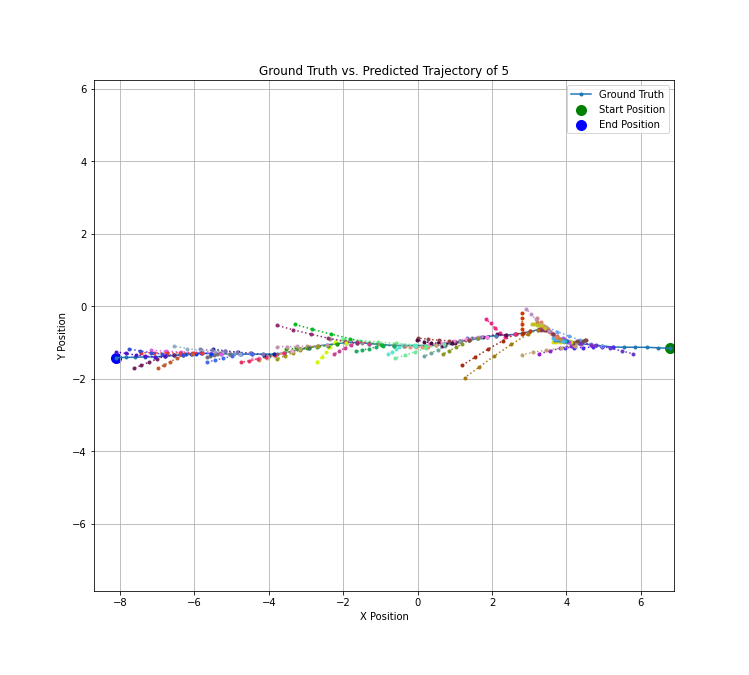 Ground Truth vs. Predicted Trajectory of 5
Ground Truth
Start Position
End Position
6
4
2
0
−2
−4
−6
Y Position
−8
−6
−4
−2
0
2
4
6
X Position